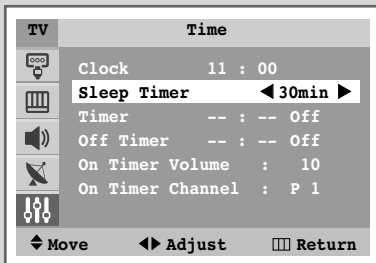 TV Time
Clock 11 : 00
Sleep Timer ◀ 30min ▶
Timer -- : -- Off
Off Timer -- : -- Off
On Timer Volume : 10
On Timer Channel : P 1
Move Adjust Return